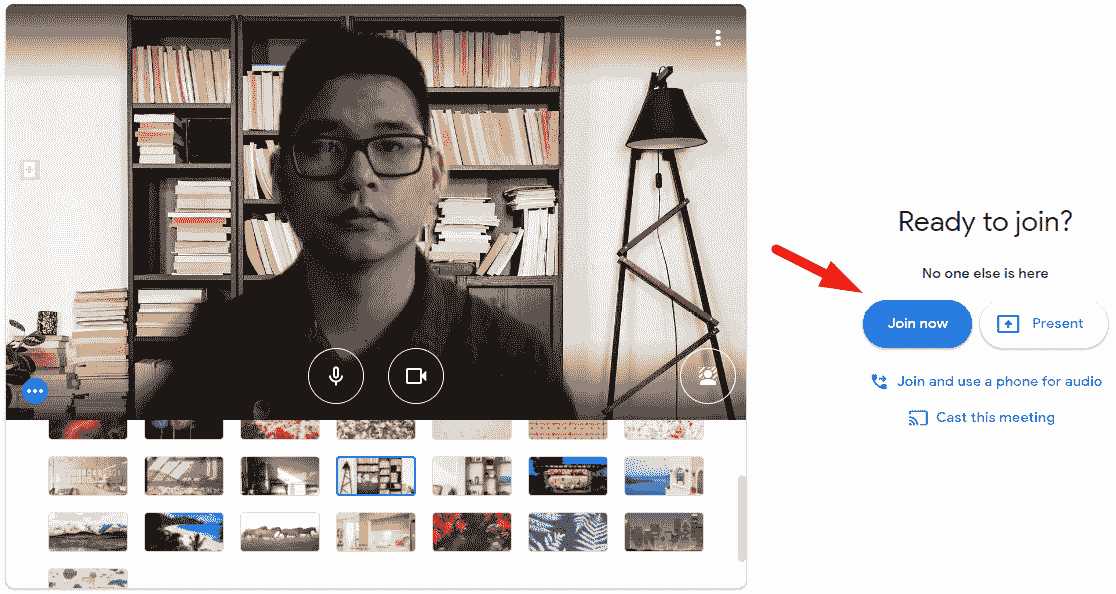 Ready to join?
No one else is here
Join now
Present
Join and use a phone for audio
Cast this meeting